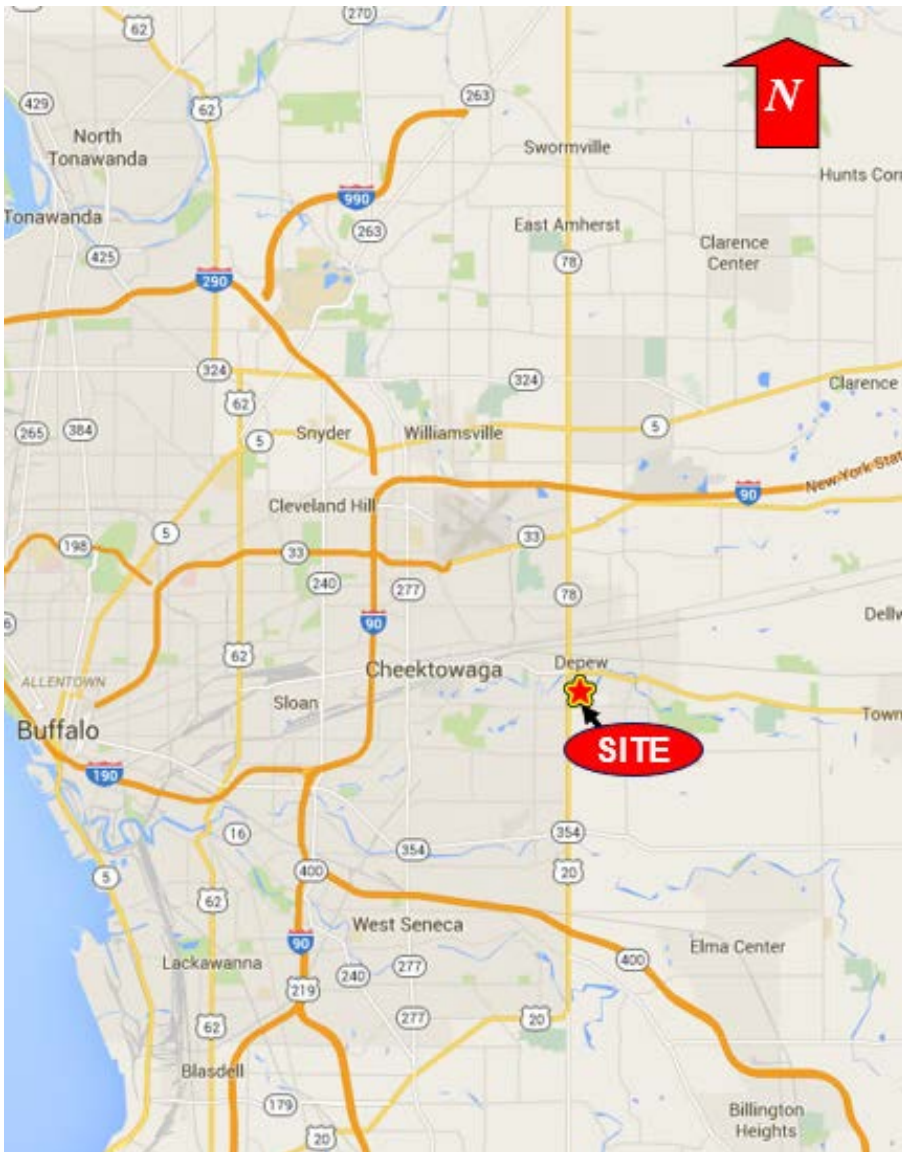 62
270
263
429
62
North
Tonawanda
N
Swormville
Hunts Corn
990
Tonawanda
263
East Amherst
425
78
Clarence
Center
290
324
324
62
Clarence
265
384
5
Snyder
Williamsville
5
Cleveland Hill
90
New York Stat
198
5
33
33
240
277
78
90
62
Dellw
Cheektowaga
Depew
ALLENTOWN
Sloan
Town
Buffalo
SITE
190
16
354
354
5
400
20
62
West Seneca
Elma Center
90
Lackawanna
240
277
400
219
62
277
20
Blasdell
179
Billington
Heights
20